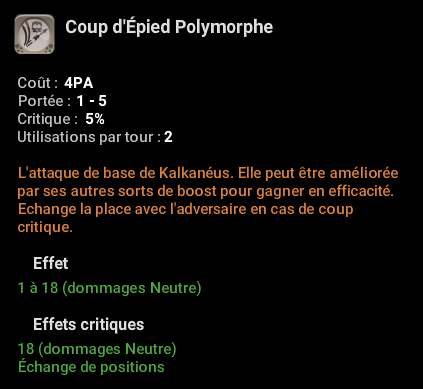 Coup d'Épied Polymorphe
Coût : 4PA
Portée : 1 - 5
Critique : 5%
Utilisations par tour : 2
L'attaque de base de Kalkanéus. Elle peut être améliorée
par ses autres sorts de boost pour gagner en efficacité.
Echange la place avec l'adversaire en cas de coup
critique.
Effet
1 à 18 (dommages Neutre)
Effets critiques
18 (dommages Neutre)
Échange de positions